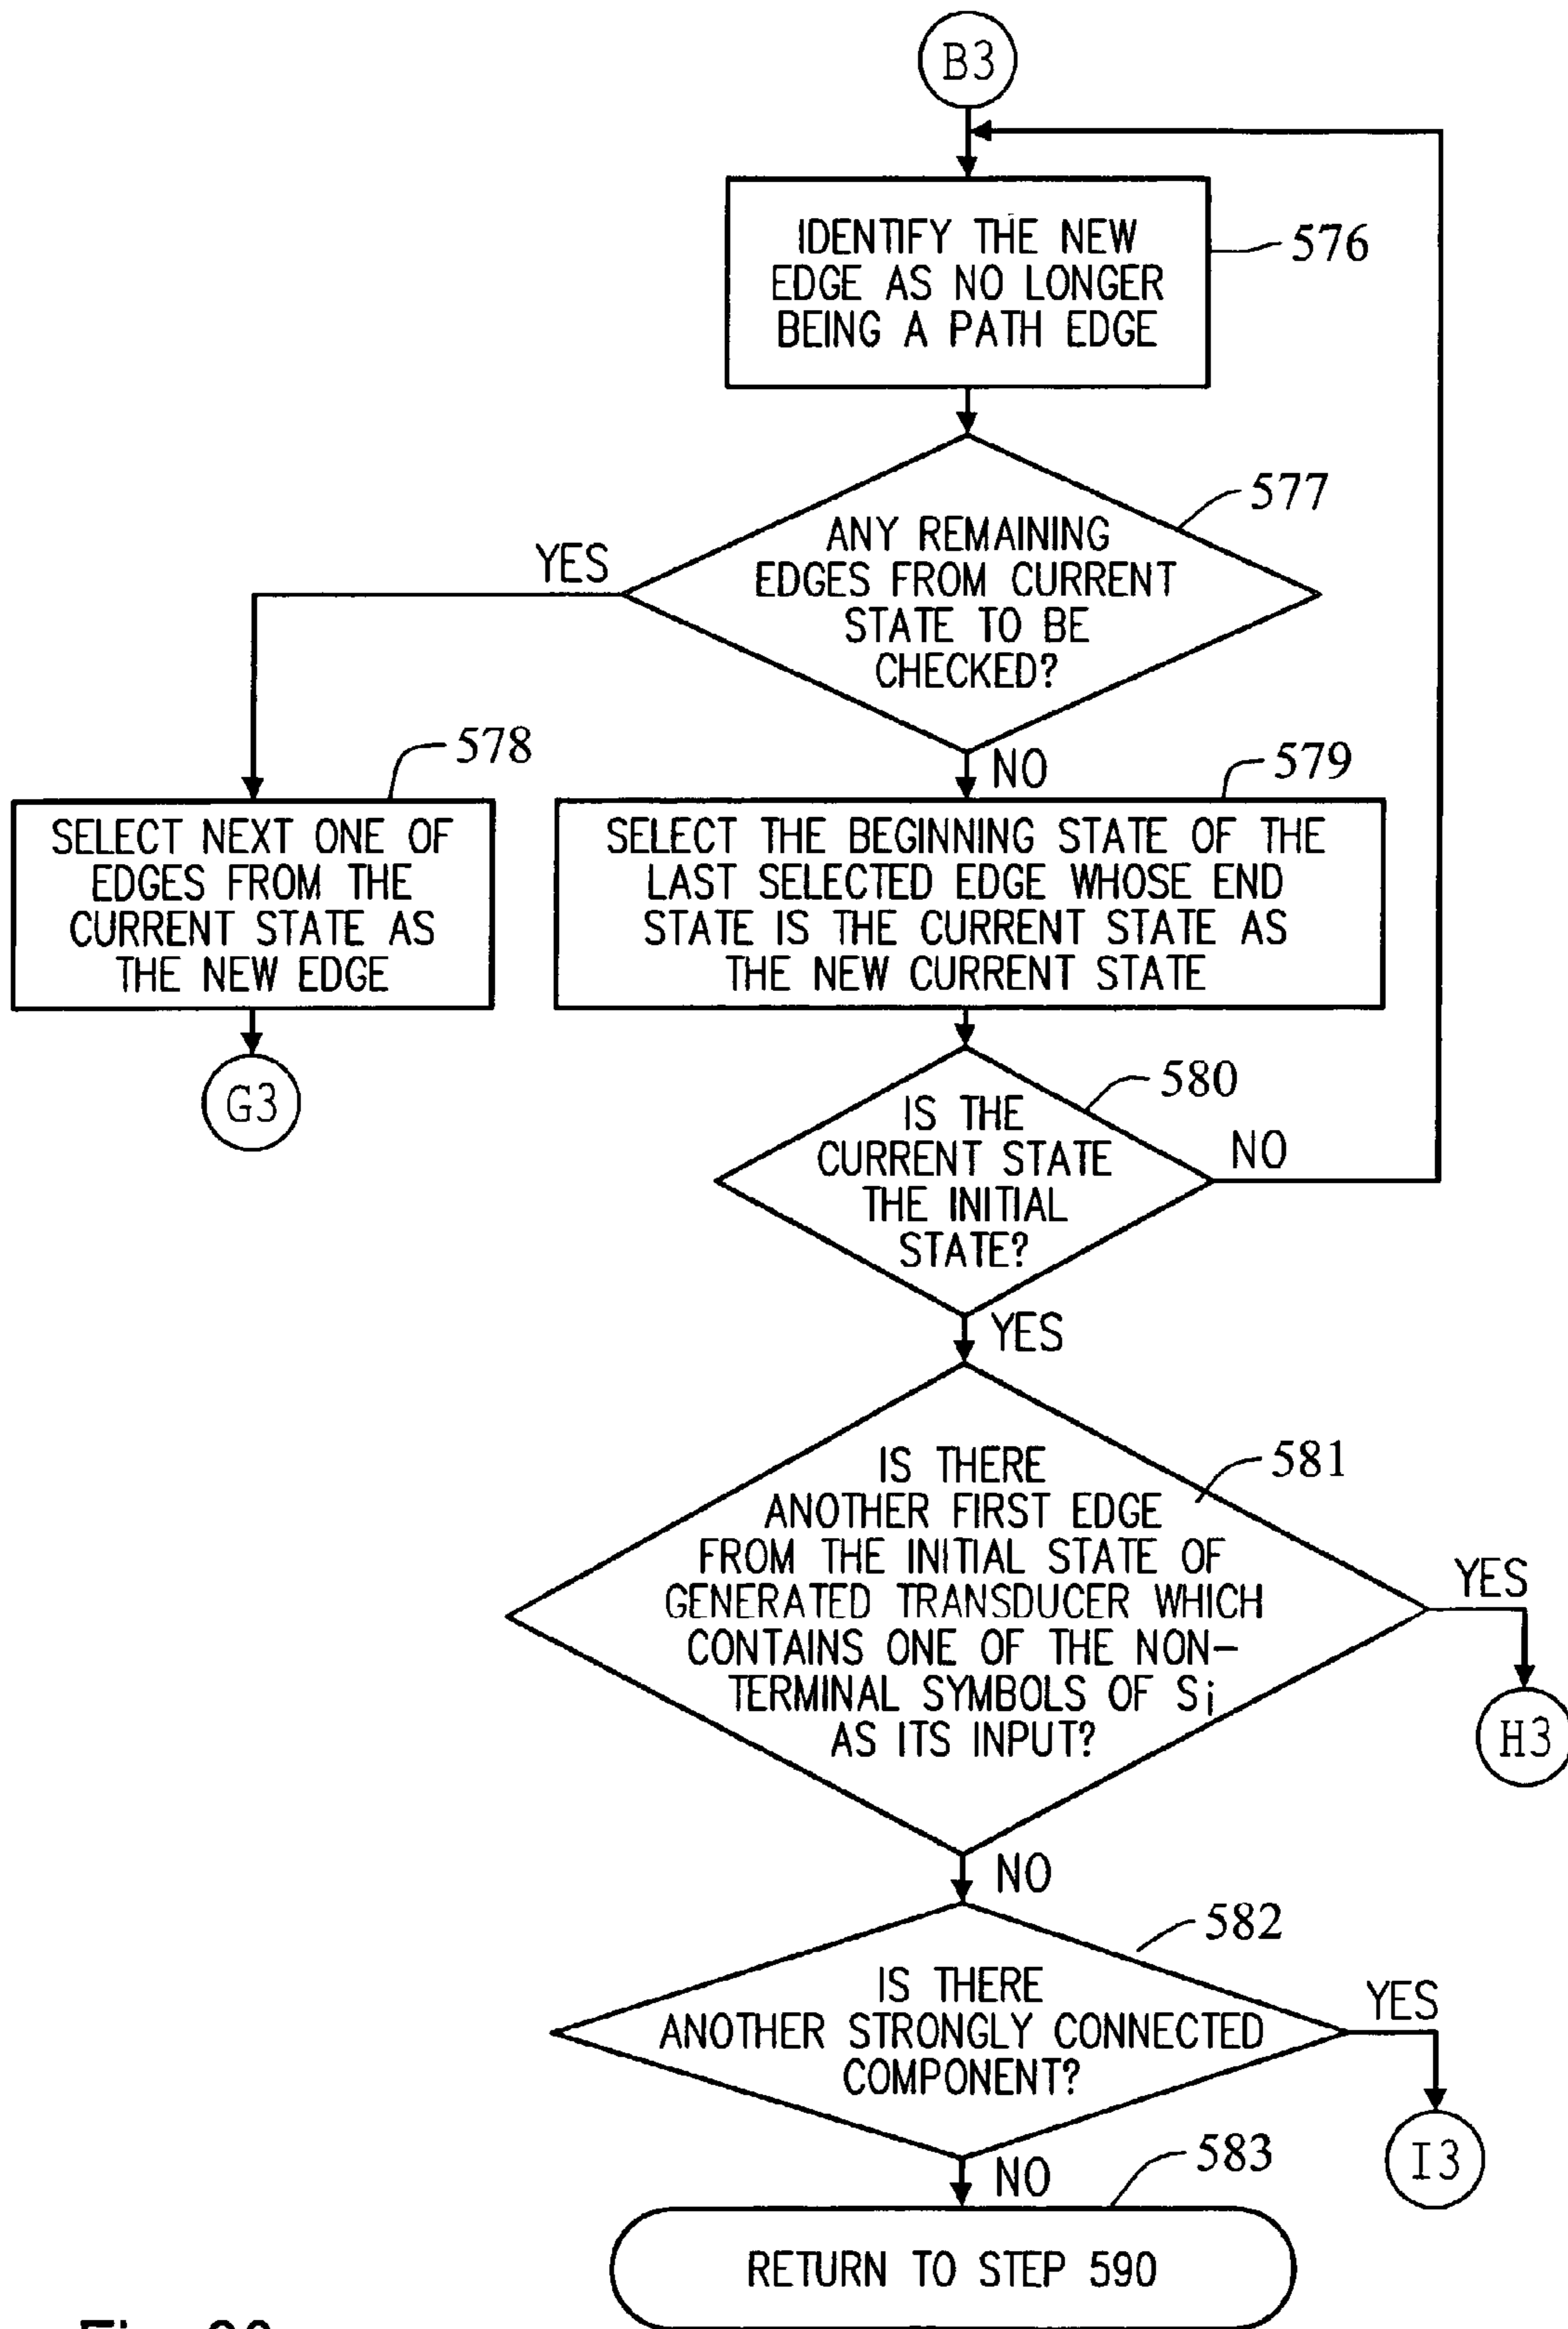 B3
IDENTIFY THE NEW
EDGE AS NO LONGER
BEING A PATH EDGE
576
577
ANY REMAINING
EDGES FROM CURRENT
STATE TO BE
CHECKED?
YES
NO
578
SELECT NEXT ONE OF
EDGES FROM THE
CURRENT STATE AS
THE NEW EDGE
G3
579
SELECT THE BEGINNING STATE OF THE
LAST SELECTED EDGE WHOSE END
STATE IS THE CURRENT STATE AS
THE NEW CURRENT STATE
580
IS THE
CURRENT STATE
THE INITIAL
STATE?
NO
YES
581
IS THERE
ANOTHER FIRST EDGE
FROM THE INITIAL STATE OF
GENERATED TRANSDUCER WHICH
CONTAINS ONE OF THE NON-
TERMINAL SYMBOLS OF Si
AS ITS INPUT?
YES
H3
NO
582
IS THERE
ANOTHER STRONGLY CONNECTED
COMPONENT?
YES
I3
NO
583
RETURN TO STEP 590